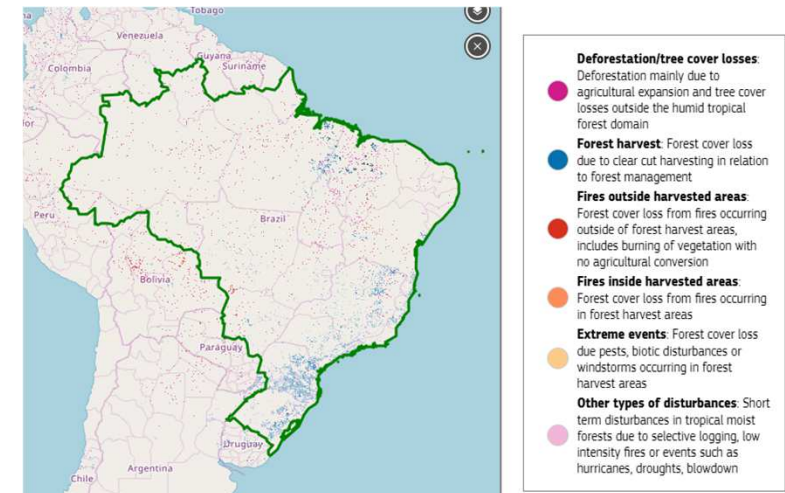 Tobago
Venezuela
Guyana
Suriname
Colombia
Peru
Brazil
Bolivia
Paraguay
Uruguay
Argentina
Chile
Deforestation/tree cover losses:
Deforestation mainly due to
agricultural expansion and tree cover
losses outside the humid tropical
forest domain
Forest harvest: Forest cover loss
due to clear cut harvesting in relation
to forest management
Fires outside harvested areas:
Forest cover loss from fires occurring
outside of forest harvest areas,
includes burning of vegetation with
no agricultural conversion
Fires inside harvested areas:
Forest cover loss from fires occurring
in forest harvest areas
Extreme events: Forest cover loss
due pests, biotic disturbances or
windstorms occurring in forest
harvest areas
Other types of disturbances: Short
term disturbances in tropical moist
forests due to selective logging, low
intensity fires or events such as
hurricanes, droughts, blowdown